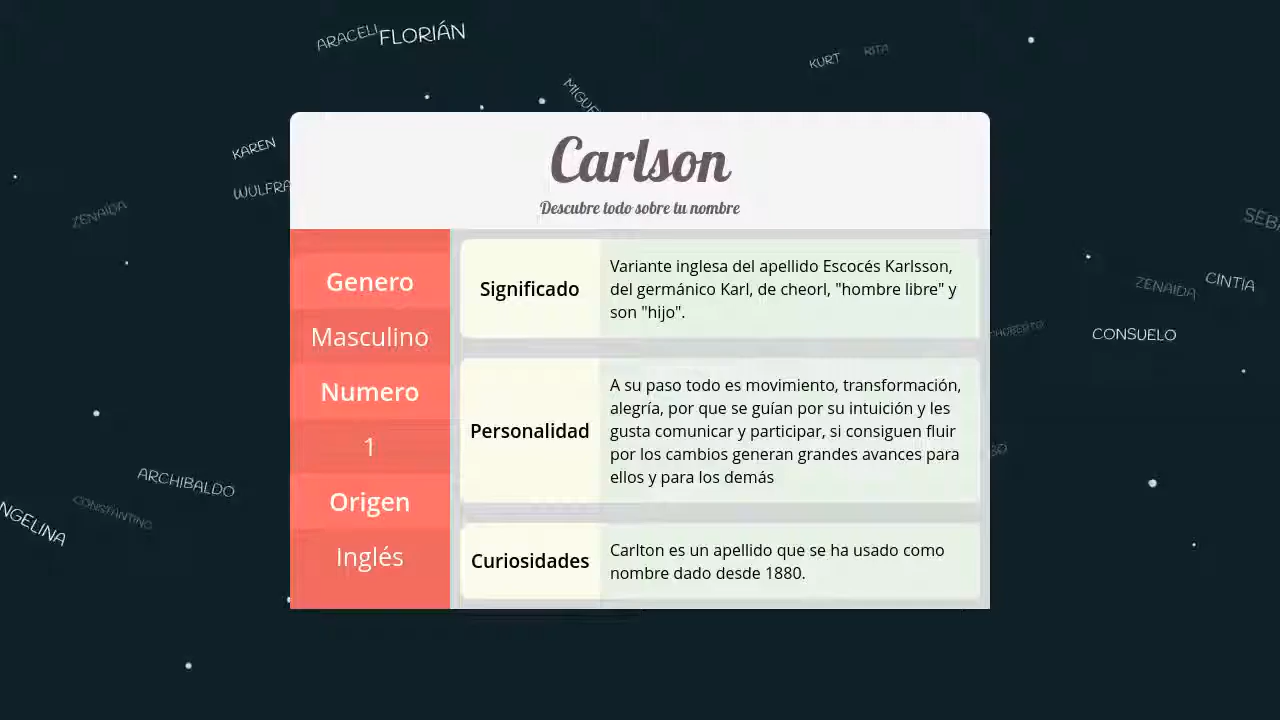 ARACELI
FLORIÁN
KURT
RITA
KAREN
ZENAIDA
CINTIA
ZENAIDA
CONSUELO
ARCHIBALDO
CONSTANTINO
Carlson
Descubre todo sobre tu nombre
Genero
Masculino
Numero
1
Origen
Inglés
Significado
Variante inglesa del apellido Escocés Karlsson,
del germánico Karl, de cheorl, "hombre libre" y
son "hijo".
Personalidad
A su paso todo es movimiento, transformación,
alegría, por que se guían por su intuición y les
gusta comunicar y participar, si consiguen fluir
por los cambios generan grandes avances para
ellos y para los demás
Curiosidades
Carlton es un apellido que se ha usado como
nombre dado desde 1880.